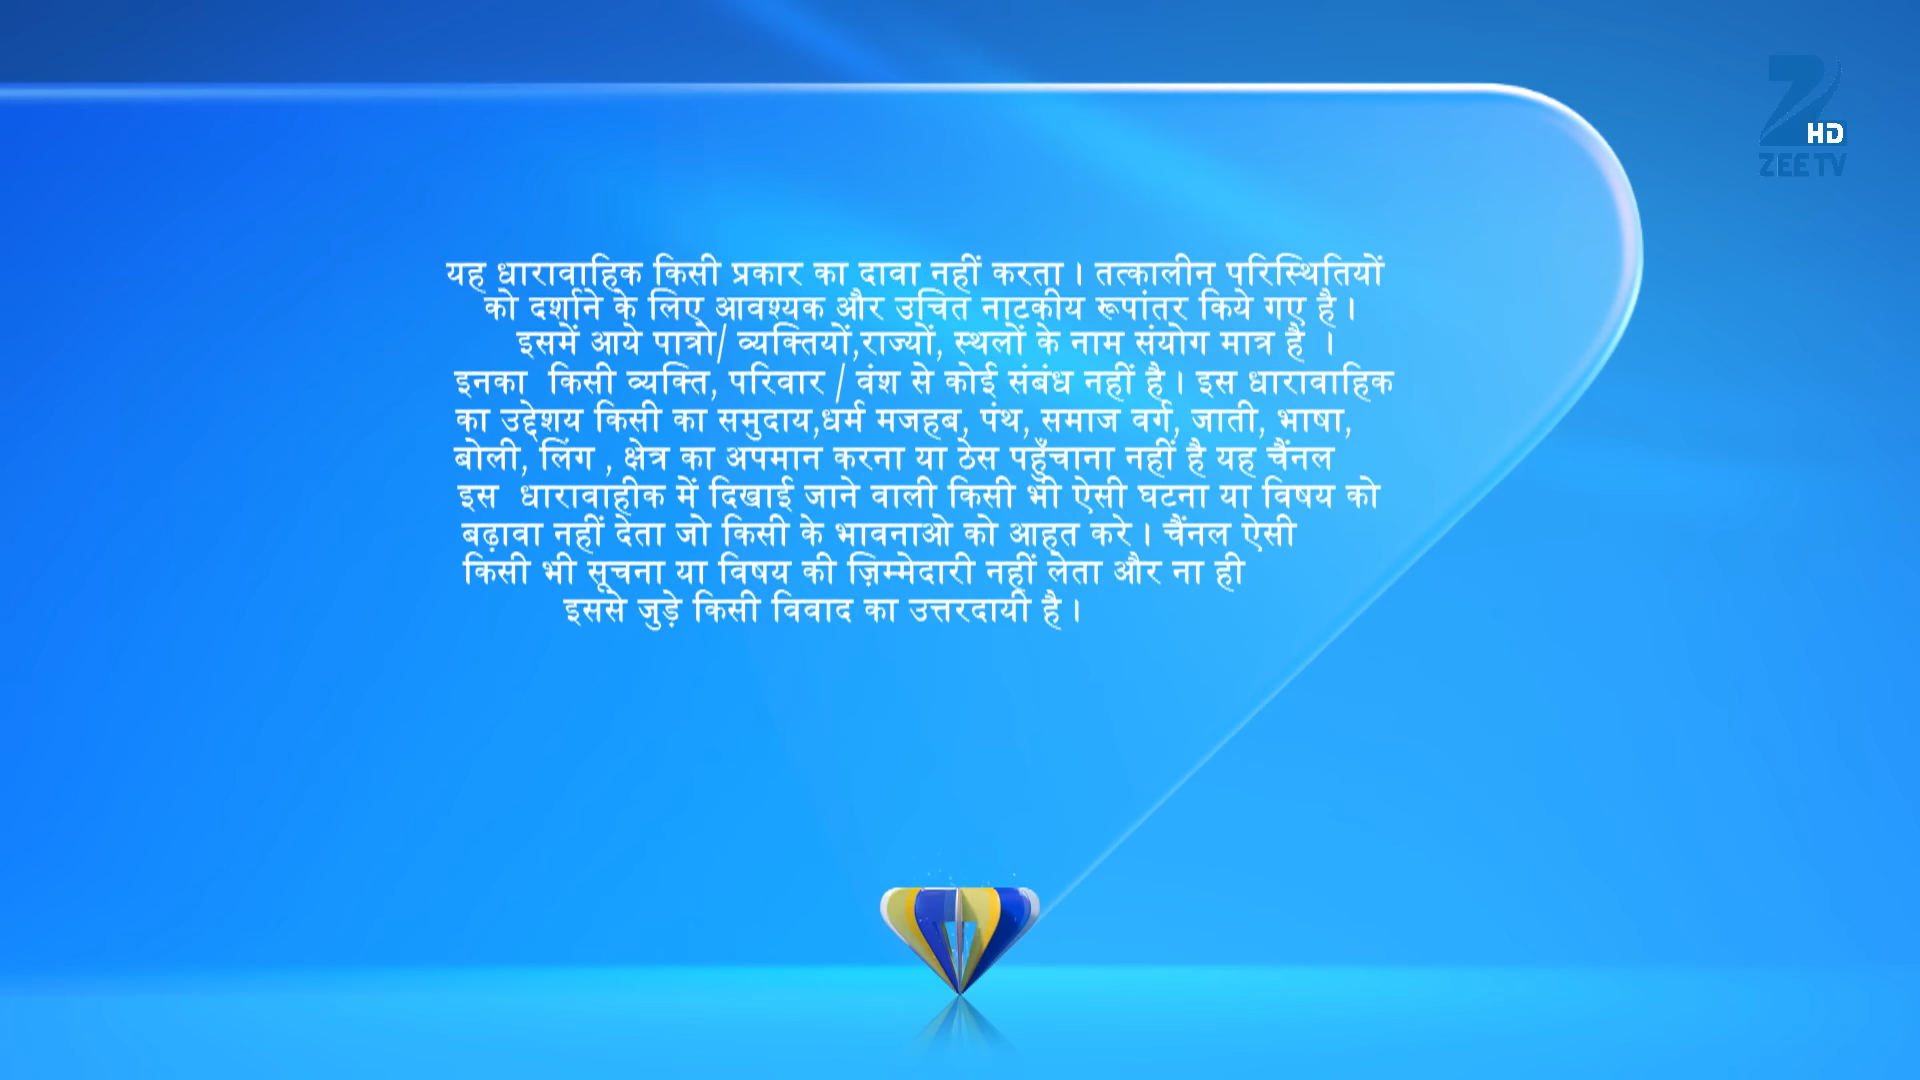 HD
ZEE TV
यह धारावाहिक किसी प्रकार का दावा नहीं करता । तत्कालीन परिस्थितियों
को दर्शाने के लिए आवश्यक और उचित नाटकीय रूपांतर किये गए है ।
इसमें आये पात्रो/ व्यक्तियों,राज्यों, स्थलों के नाम संयोग मात्र है ।
इनका किसी व्यक्ति, परिवार / वंश से कोई संबंध नहीं है । इस धारावाहिक
का उद्देशय किसी का समुदाय,धर्म मजहब, पंथ, समाज वर्ग, जाती, भाषा,
बोली, लिंग , क्षेत्र का अपमान करना या ठेस पहुँचाना नहीं है यह चैंनल
इस धारावाहीक में दिखाई जाने वाली किसी भी ऐसी घटना या विषय को
बढ़ावा नहीं देता जो किसी के भावनाओ को आहत करे । चैंनल ऐसी
किसी भी सूचना या विषय की ज़िम्मेदारी नहीं लेता और ना ही
इससे जुड़े किसी विवाद का उत्तरदायी है ।